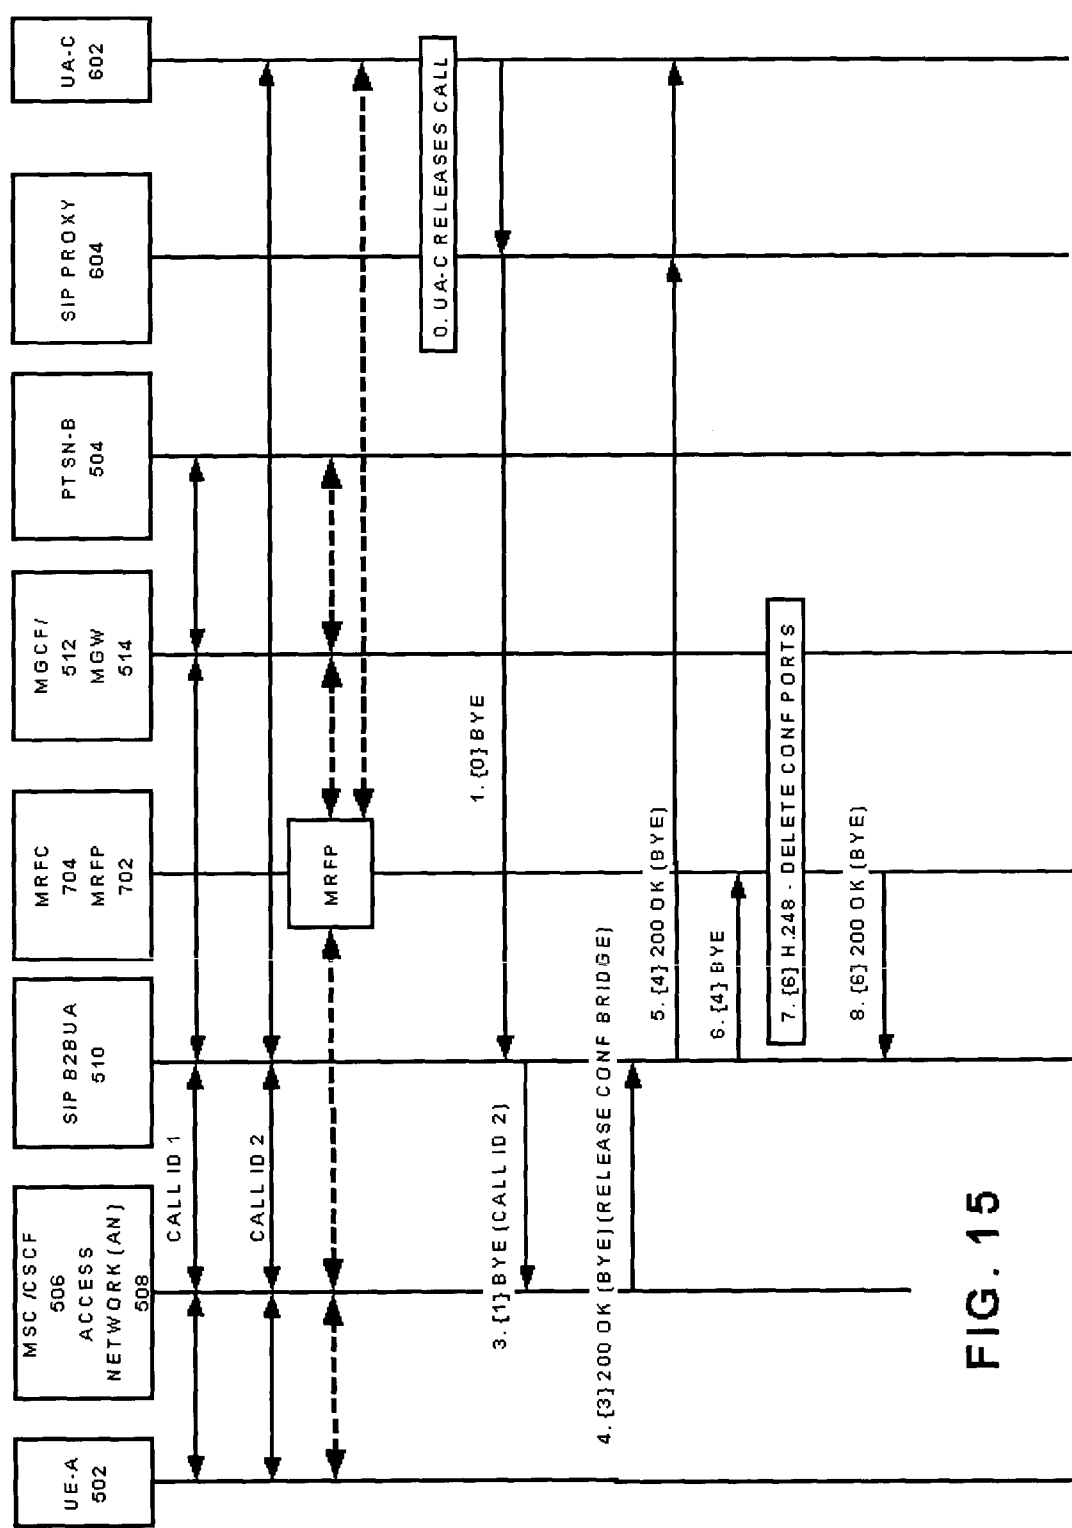 UE-A
502
MSC /CSCF
506
ACCESS
NETWORK (AN)
508
SIP B2BUA
510
MRFC
704
MRFP
702
MGCF/
512
MGW
514
PTSN-B
504
SIP PROXY
604
UA-C
602
CALL ID 1
CALL ID 2
MRFP
0. UA-C RELEASES CALL
1. {0} BYE
3. {1} BYE (CALL ID 2)
4. {3} 200 OK (BYE) (RELEASE CONF BRIDGE)
5. {4} 200 OK (BYE)
6. {4} BYE
7. {6} H.248 - DELETE CONF PORTS
8. {6} 200 OK (BYE)
FIG. 15